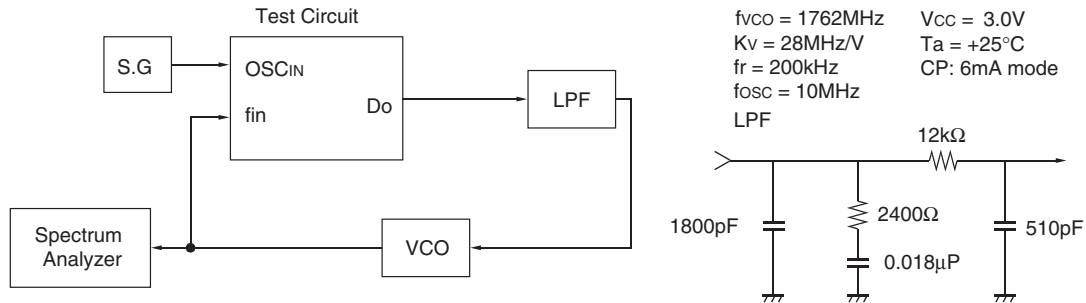 Test Circuit
S.G
OSCIN
fin
Do
LPF
VCO
Spectrum
Analyzer
fVCO = 1762MHz
KV = 28MHz/V
fr = 200kHz
fOSC = 10MHz
LPF
VCC = 3.0V
Ta = +25°C
CP: 6mA mode
12kΩ
1800pF
2400Ω
0.018μP
510pF